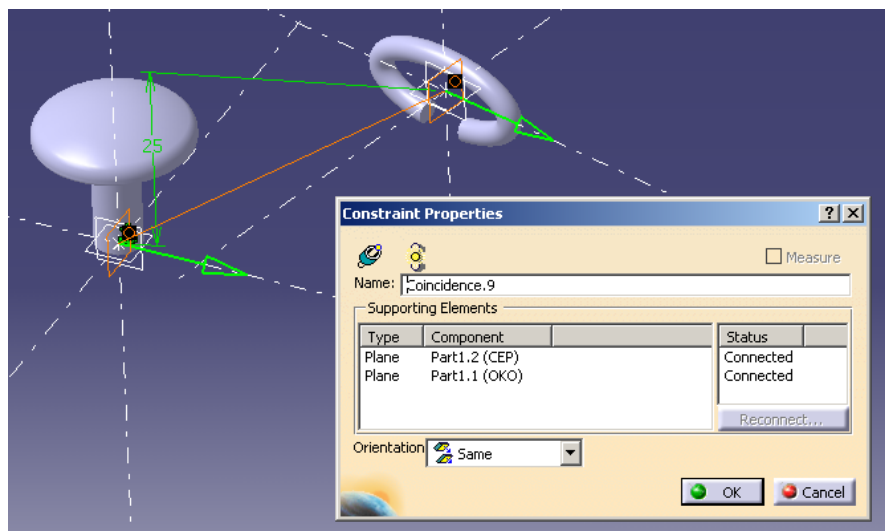 25
Constraint Properties
Measure
Name: Coincidence.9
Supporting Elements
Type Component Status
Plane Part1.2 (CEP) Connected
Plane Part1.1 (OKO) Connected
Reconnect...
Orientation Same
OK Cancel